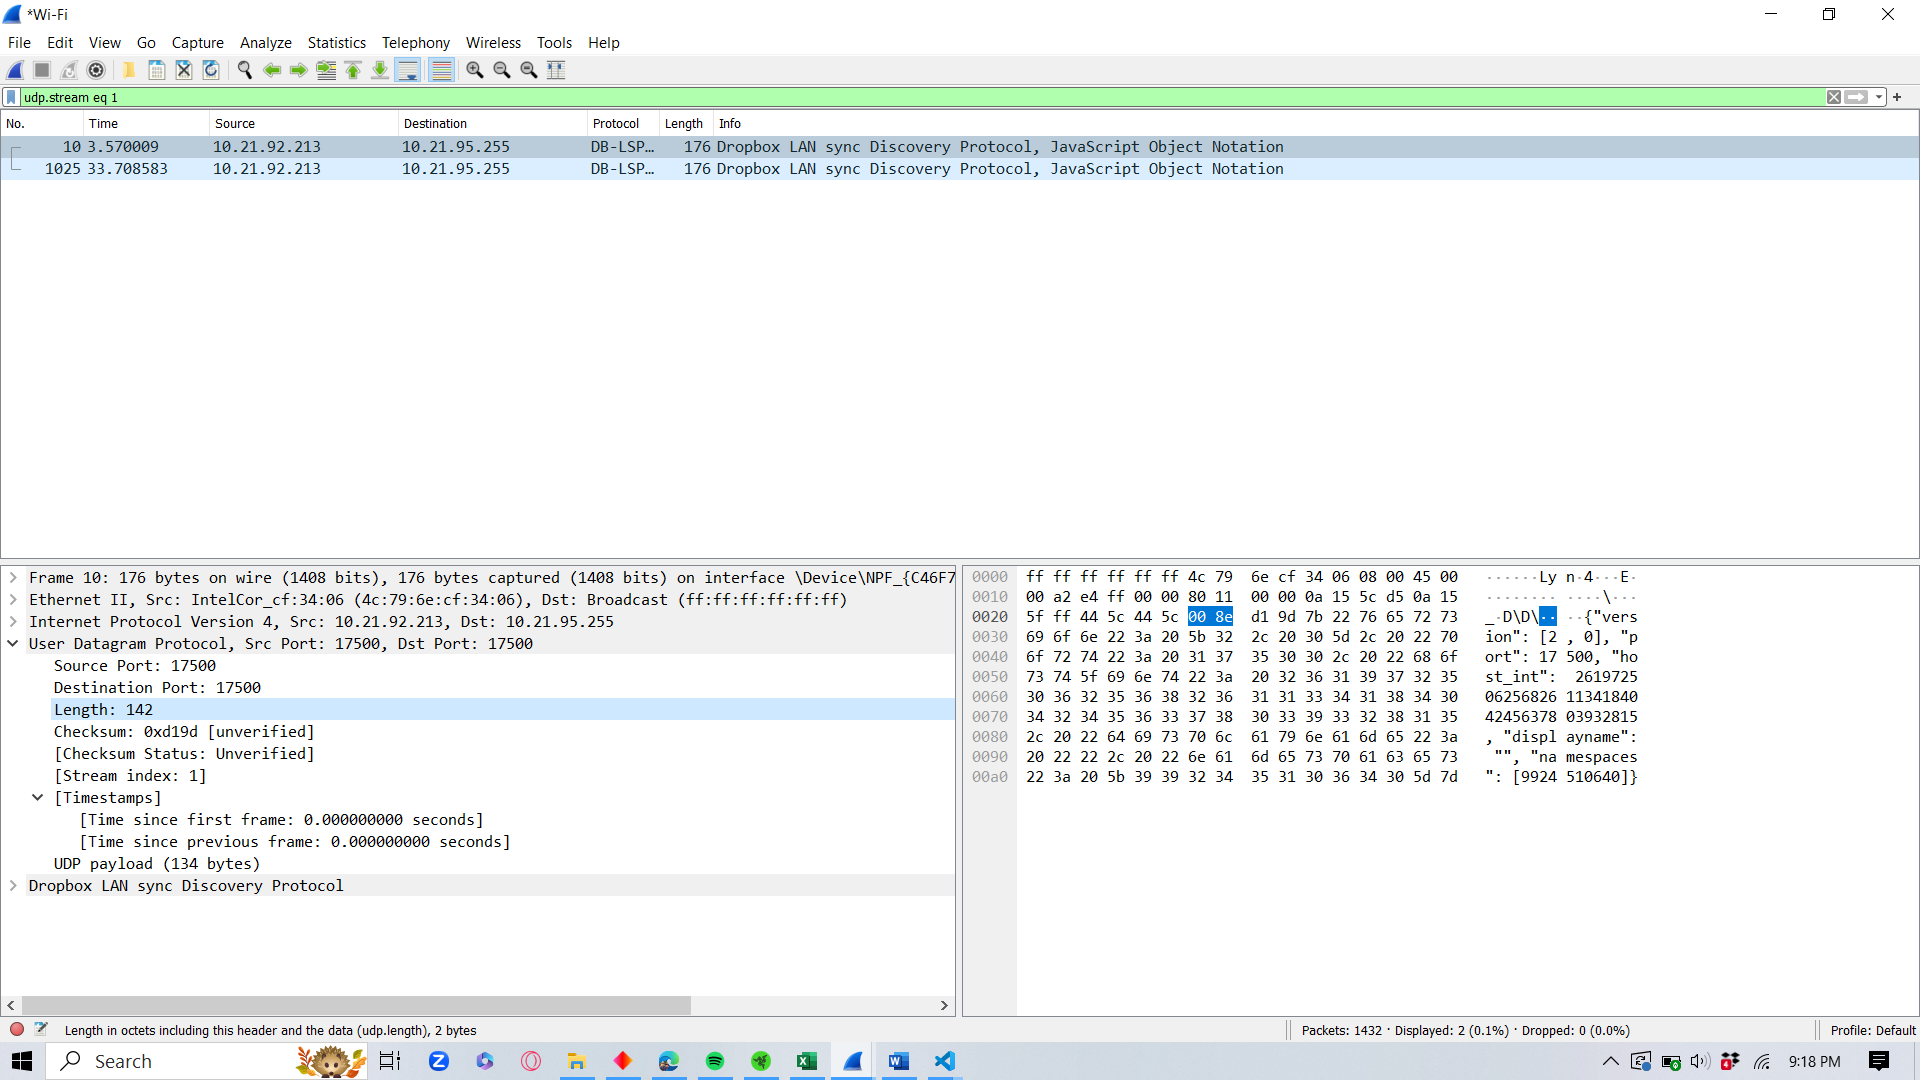 *Wi-Fi
File Edit View Go Capture Analyze Statistics Telephony Wireless Tools Help
udp.stream eq 1
No. Time Source Destination Protocol Length Info
10 3.570009 10.21.92.213 10.21.95.255 DB-LSP… 176 Dropbox LAN sync Discovery Protocol, JavaScript Object Notation
1025 33.708583 10.21.92.213 10.21.95.255 DB-LSP… 176 Dropbox LAN sync Discovery Protocol, JavaScript Object Notation
Frame 10: 176 bytes on wire (1408 bits), 176 bytes captured (1408 bits) on interface \Device\NPF_{C46F7
Ethernet II, Src: IntelCor_cf:34:06 (4c:79:6e:cf:34:06), Dst: Broadcast (ff:ff:ff:ff:ff:ff)
Internet Protocol Version 4, Src: 10.21.92.213, Dst: 10.21.95.255
User Datagram Protocol, Src Port: 17500, Dst Port: 17500
Source Port: 17500
Destination Port: 17500
Length: 142
Checksum: 0xd19d [unverified]
[Checksum Status: Unverified]
[Stream index: 1]
[Timestamps]
[Time since first frame: 0.000000000 seconds]
[Time since previous frame: 0.000000000 seconds]
UDP payload (134 bytes)
Dropbox LAN sync Discovery Protocol
0000 ff ff ff ff ff ff 4c 79 6e cf 34 06 08 00 45 00 ······Ly n·4···E·
0010 00 a2 e4 ff 00 00 80 11 00 00 0a 15 5c d5 0a 15 ········ ····\···
0020 5f ff 44 5c 44 5c 00 8e d1 9d 7b 22 76 65 72 73 _·D\D\·· ··{"vers
0030 69 6f 6e 22 3a 20 5b 32 2c 20 30 5d 2c 20 22 70 ion": [2 , 0], "p
0040 6f 72 74 22 3a 20 31 37 35 30 30 2c 20 22 68 6f ort": 17 500, "ho
0050 73 74 5f 69 6e 74 22 3a 20 32 36 31 39 37 32 35 st_int": 2619725
0060 30 36 32 35 36 38 32 36 31 31 33 34 31 38 34 30 06256826 11341840
0070 34 32 34 35 36 33 37 38 30 33 39 33 32 38 31 35 42456378 03932815
0080 2c 20 22 64 69 73 70 6c 61 79 6e 61 6d 65 22 3a , "displ ayname":
0090 20 22 22 2c 20 22 6e 61 6d 65 73 70 61 63 65 73 "", "na mespaces
00a0 22 3a 20 5b 39 39 32 34 35 31 30 36 34 30 5d 7d ": [9924 510640]}
Length in octets including this header and the data (udp.length), 2 bytes
Packets: 1432 · Displayed: 2 (0.1%) · Dropped: 0 (0.0%)
Profile: Default
Search
9:18 PM